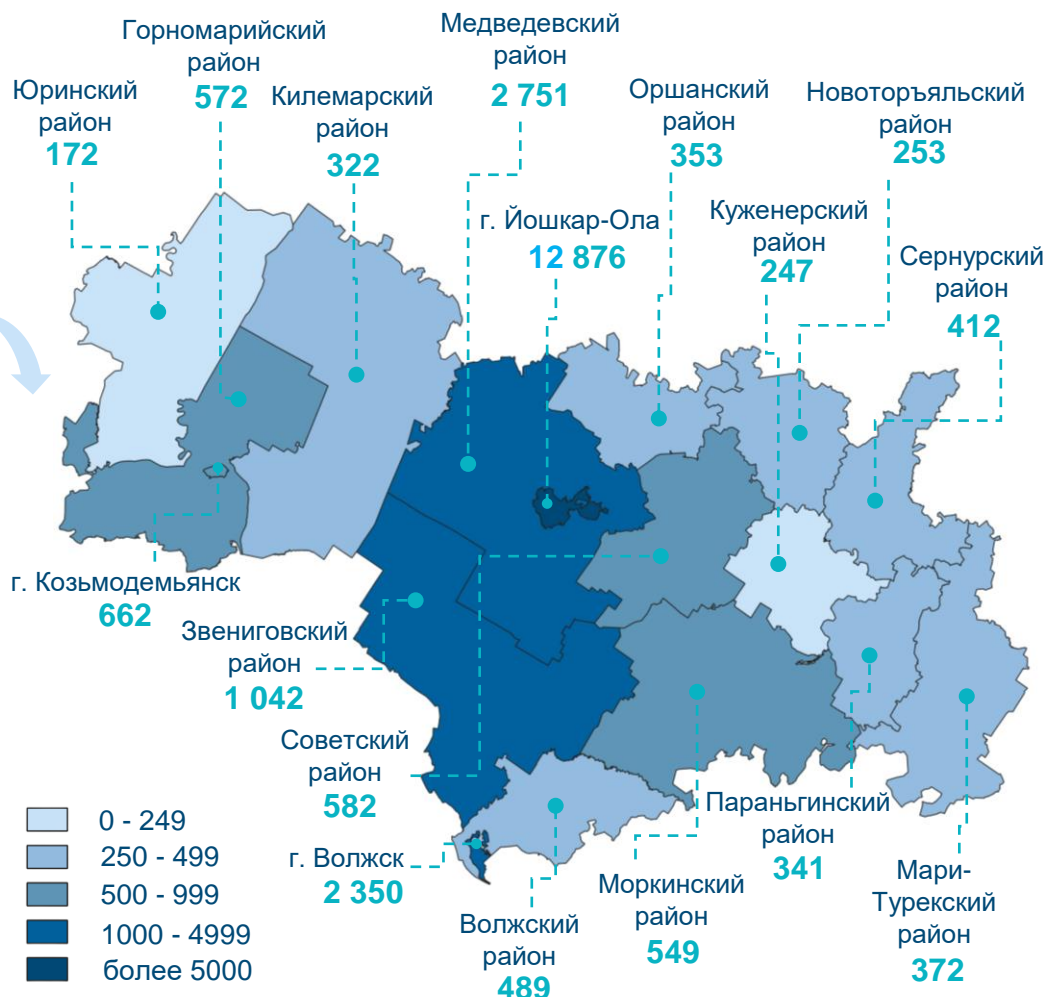 Горномарийский
район
572
Медведевский
район
2 751
Юринский
район
172
Килемарский
район
322
Оршанский
район
353
Новоторъяльский
район
253
г. Йошкар-Ола
12 876
Куженерский
район
247
Сернурский
район
412
г. Козьмодемьянск
662
Звениговский
район
1 042
Советский
район
582
Параньгинский
район
341
г. Волжск
2 350
Волжский
район
489
Моркинский
район
549
Мари-
Турекский
район
372
0 - 249
250 - 499
500 - 999
1000 - 4999
более 5000